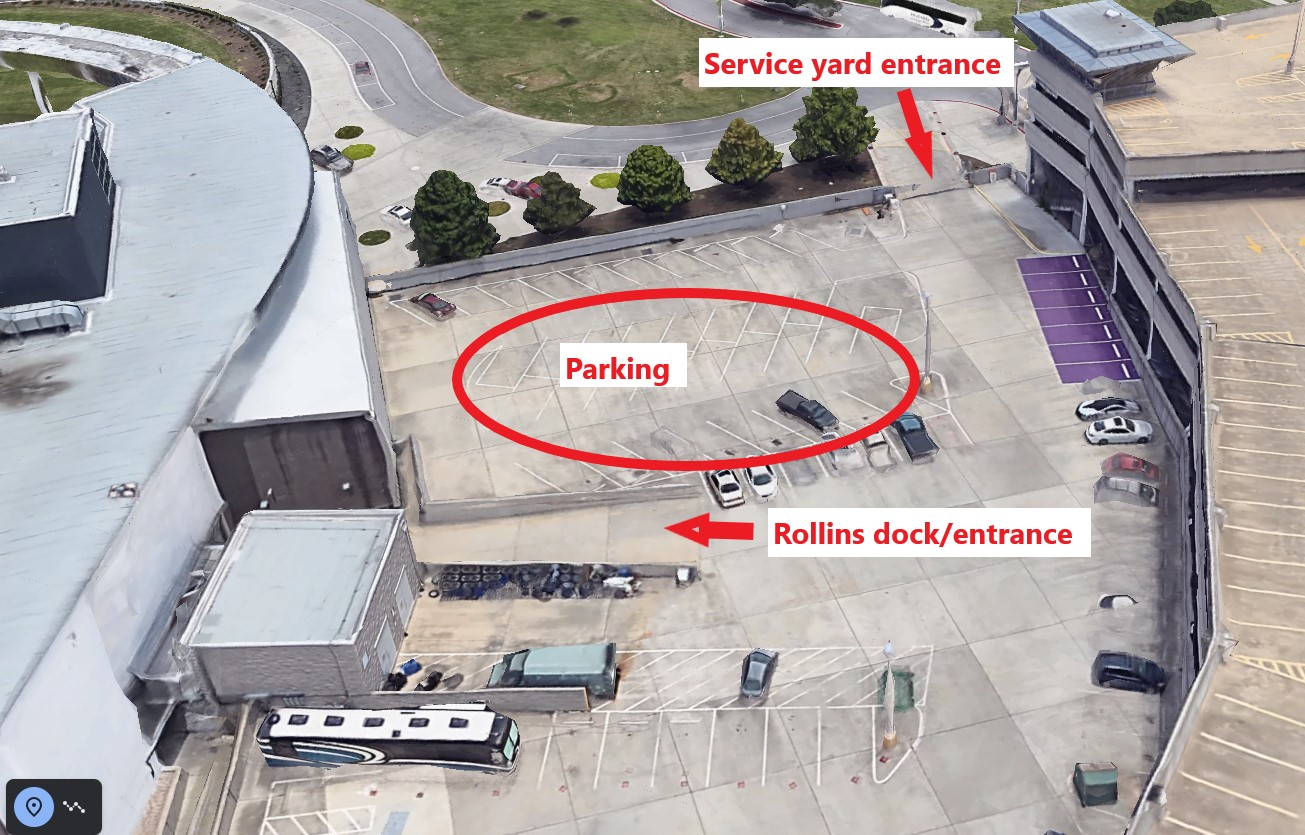 Service yard entrance
Parking
Rollins dock/entrance